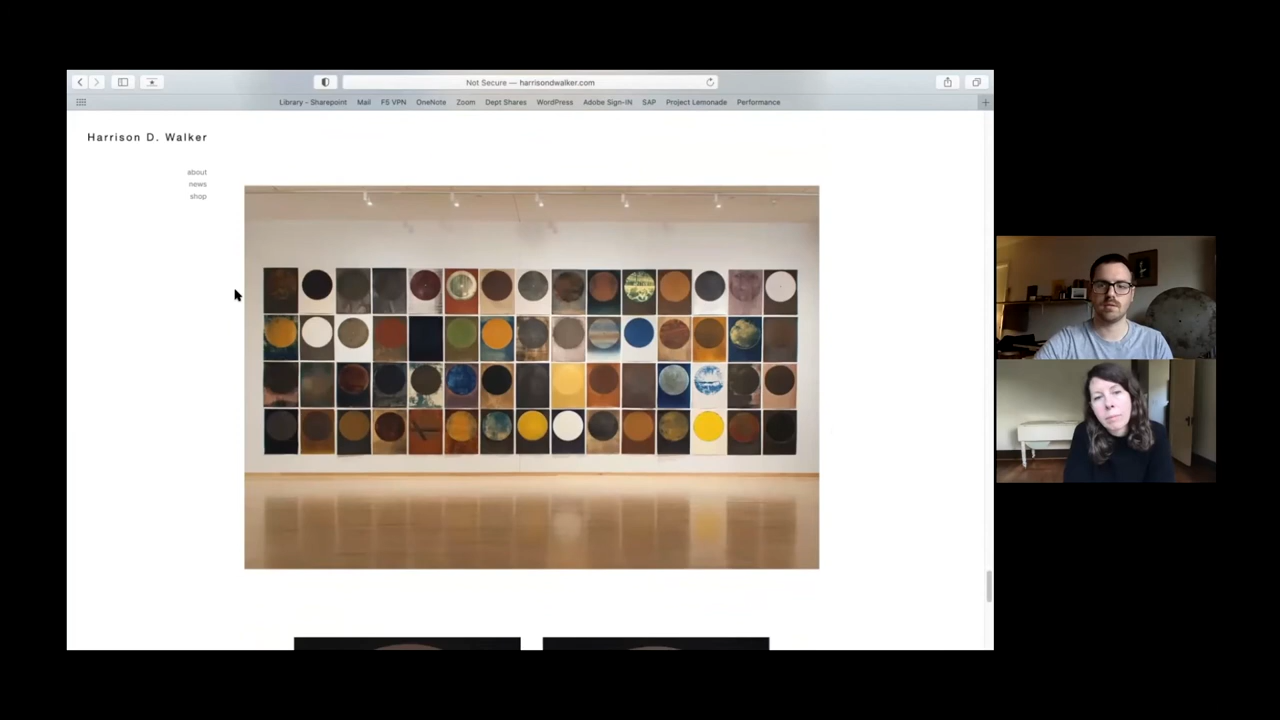 Not Secure — harrisondwalker.com
Library - Sharepoint Mail F5 VPN OneNote Zoom Dept Shares WordPress Adobe Sign-IN SAP Project Lemonade Performance
Harrison D. Walker
about
news
shop